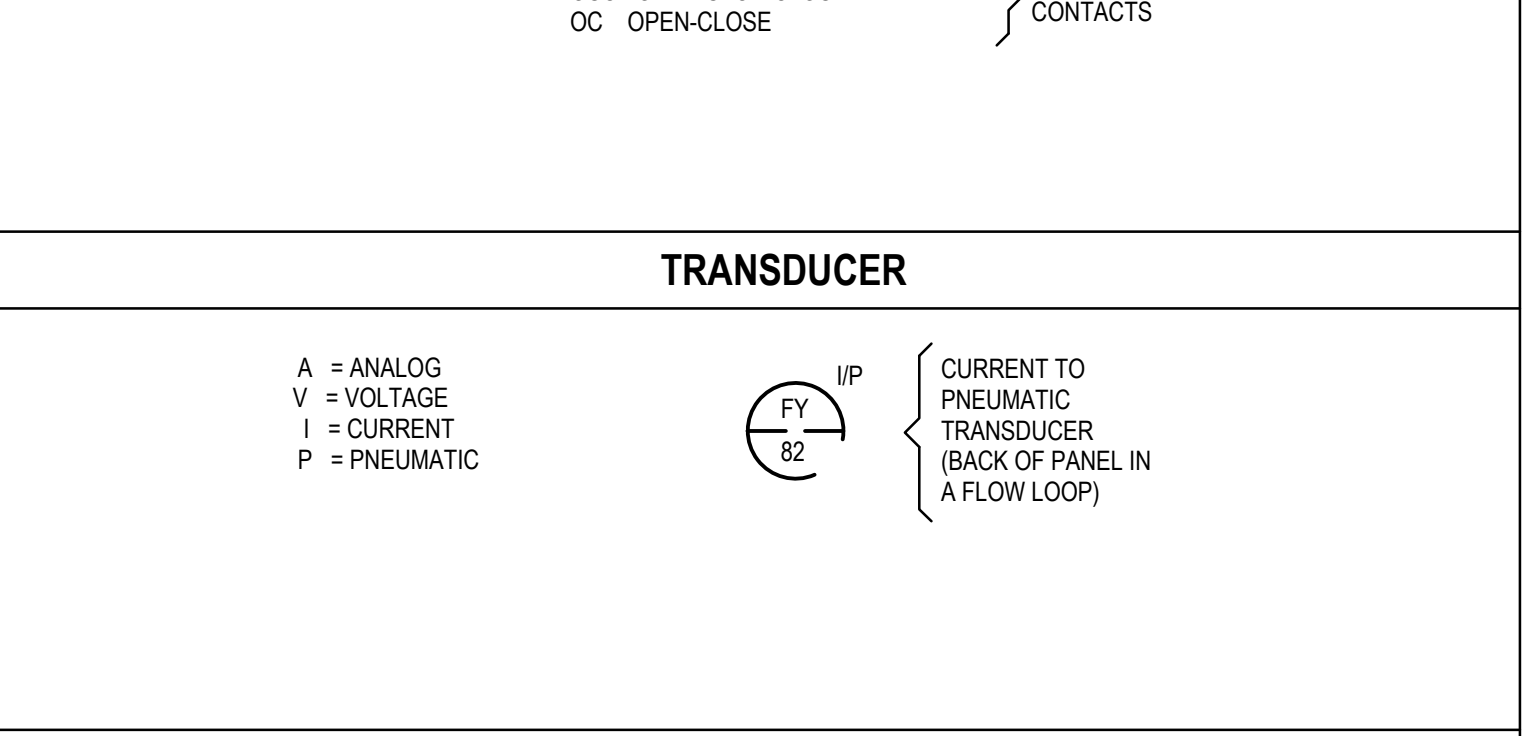 OC OPEN-CLOSE
CONTACTS
TRANSDUCER
A = ANALOG
V = VOLTAGE
I = CURRENT
P = PNEUMATIC
I/P
FY
82
CURRENT TO
PNEUMATIC
TRANSDUCER
(BACK OF PANEL IN
A FLOW LOOP)